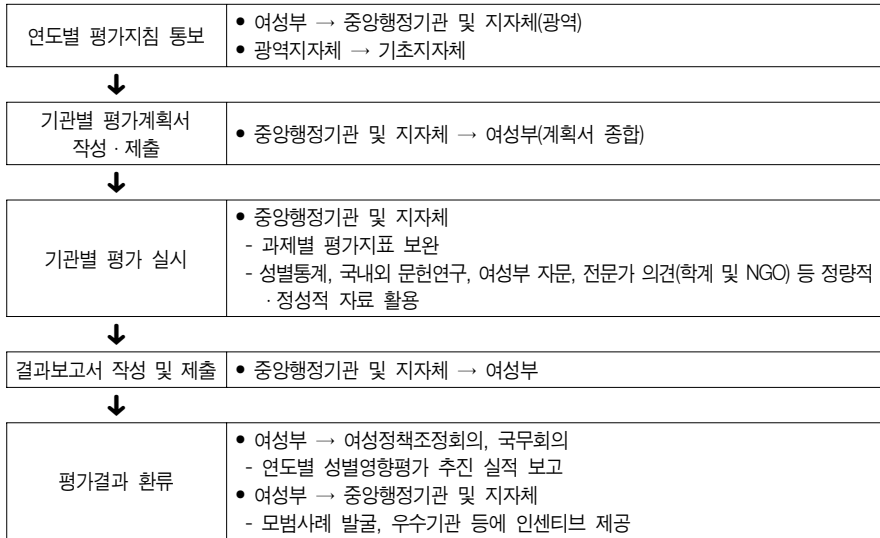 연도별 평가지침 통보
● 여성부 → 중앙행정기관 및 지자체(광역)
● 광역지자체 → 기초지자체
기관별 평가계획서
작성 · 제출
● 중앙행정기관 및 지자체 → 여성부(계획서 종합)
기관별 평가 실시
● 중앙행정기관 및 지자체
- 과제별 평가지표 보완
- 성별통계, 국내외 문헌연구, 여성부 자문, 전문가 의견(학계 및 NGO) 등 정량적
· 정성적 자료 활용
결과보고서 작성 및 제출
● 중앙행정기관 및 지자체 → 여성부
평가결과 환류
● 여성부 → 여성정책조정회의, 국무회의
- 연도별 성별영향평가 추진 실적 보고
● 여성부 → 중앙행정기관 및 지자체
- 모범사례 발굴, 우수기관 등에 인센티브 제공